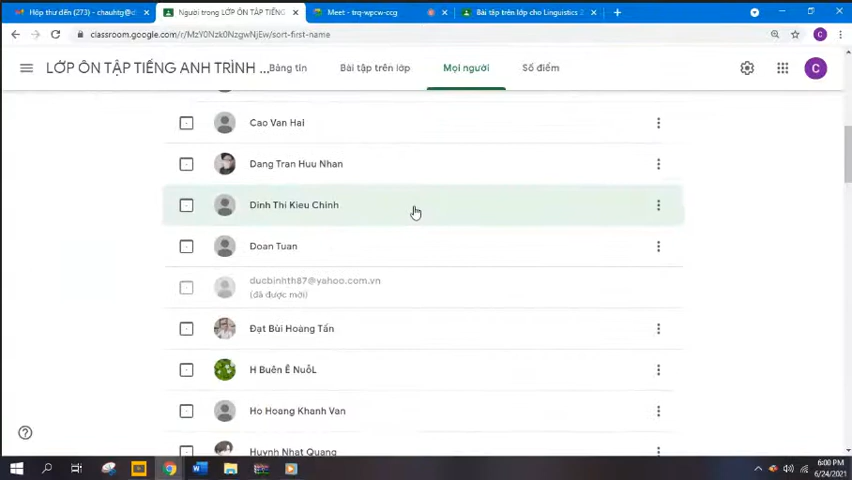 Hộp thư đến (273) - chauhtg@d
Người trong LỚP ÔN TẬP TIẾNG
Meet - trq-wpcw-ccg
Bài tập trên lớp cho Linguistics 2
classroom.google.com/r/MzY0Nzk0NzgwNjEw/sort-first-name
LỚP ÔN TẬP TIẾNG ANH TRÌNH ...
Bảng tin
Bài tập trên lớp
Mọi người
Số điểm
C
Cao Van Hai
Dang Tran Huu Nhan
Dinh Thi Kieu Chinh
Doan Tuan
ducbinhth87@yahoo.com.vn
(đã được mời)
Đạt Bùi Hoàng Tấn
H Buên Ê NuôL
Ho Hoang Khanh Van
Huynh Nhat Quang
6:00 PM
6/24/2021